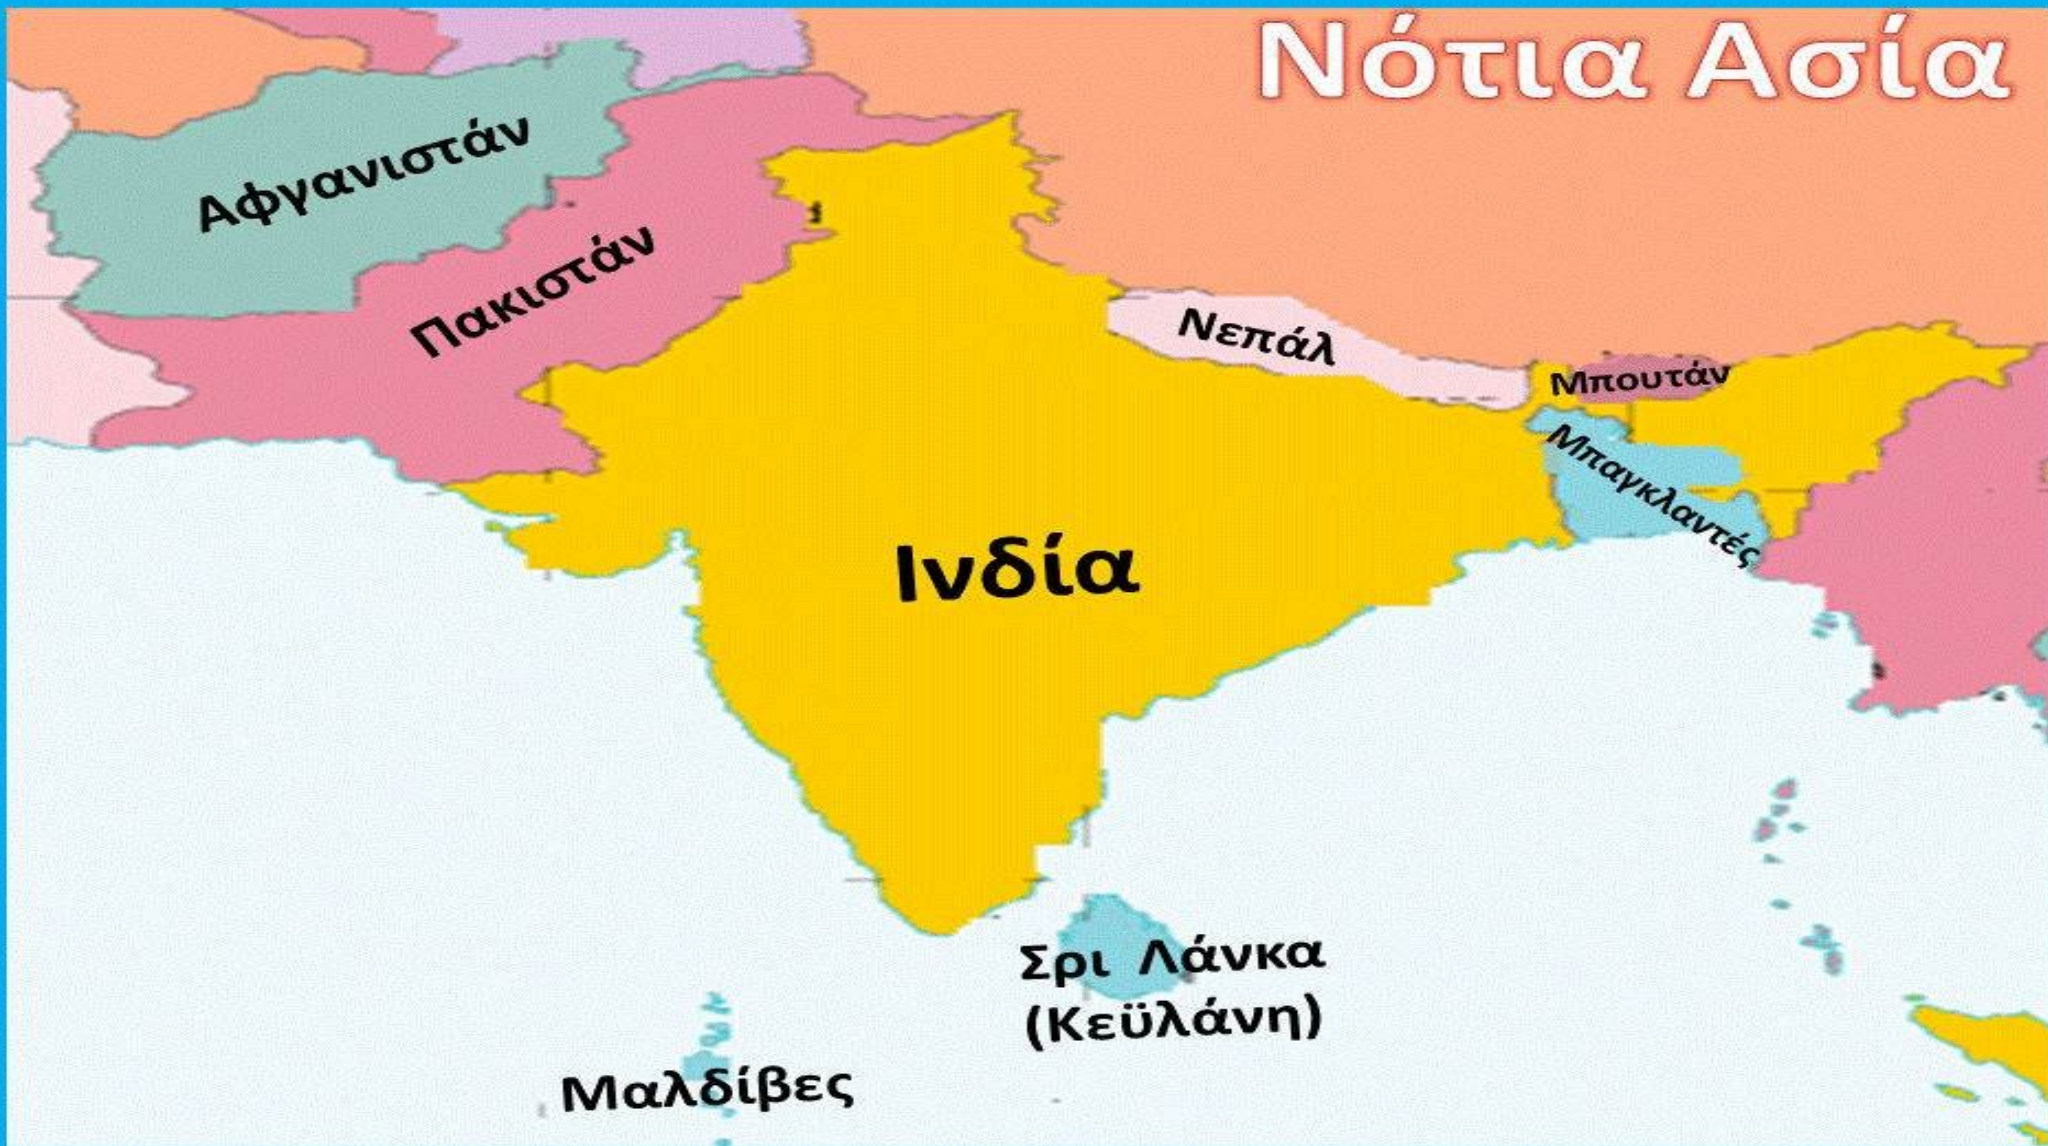 Νότια Ασία
Αφγανιστάν
Πακιστάν
Νεπάλ
Μπουτάν
Μπαγκλαντές
Ινδία
Σρι Λάνκα
(Κεϋλάνη)
Μαλδίβες